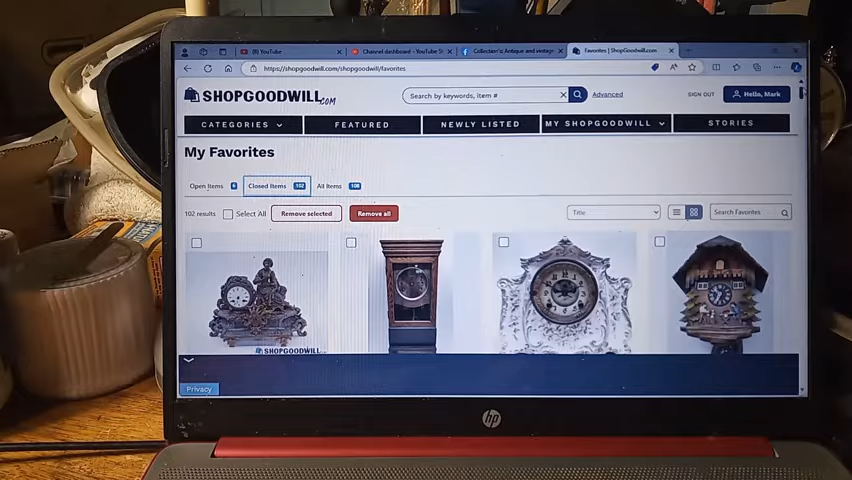 (6) YouTube
Channel dashboard - YouTube St
Collection's: Antique and vintage
Favorites | ShopGoodwill.com
https://shopgoodwill.com/shopgoodwill/favorites
SHOPGOODWILL.COM
Search by keywords, item #
Advanced
SIGN OUT
Hello, Mark
CATEGORIES
FEATURED
NEWLY LISTED
MY SHOPGOODWILL
STORIES
My Favorites
Open Items 6
Closed Items 102
All Items 108
102 results
Select All
Remove selected
Remove all
Title
Search Favorites
SHOPGOODWILL
Privacy
hp